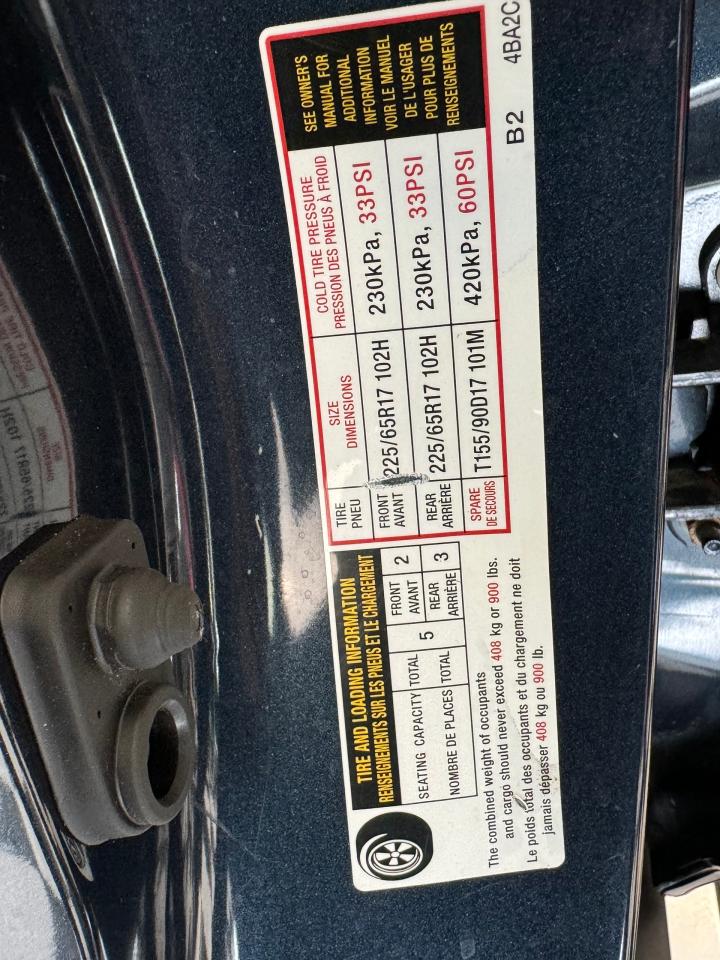 TIRE AND LOADING INFORMATION
RENSEIGNEMENTS SUR LES PNEUS ET LE CHARGEMENT
SEATING CAPACITY
NOMBRE DE PLACES
TOTAL
TOTAL
5
FRONT
AVANT
2
REAR
ARRIÈRE
3
The combined weight of occupants
and cargo should never exceed 408 kg or 900 lbs.
Le poids total des occupants et du chargement ne doit
jamais dépasser 408 kg ou 900 lb.
TIRE
PNEU
SIZE
DIMENSIONS
COLD TIRE PRESSURE
PRESSION DES PNEUS À FROID
FRONT
AVANT
225/65R17 102H
230kPa, 33PSI
REAR
ARRIÈRE
225/65R17 102H
230kPa, 33PSI
SPARE
DE SECOURS
T155/90D17 101M
420kPa, 60PSI
SEE OWNER'S
MANUAL FOR
ADDITIONAL
INFORMATION
VOIR LE MANUEL
DE L'USAGER
POUR PLUS DE
RENSEIGNEMENTS
B2 4BA2C